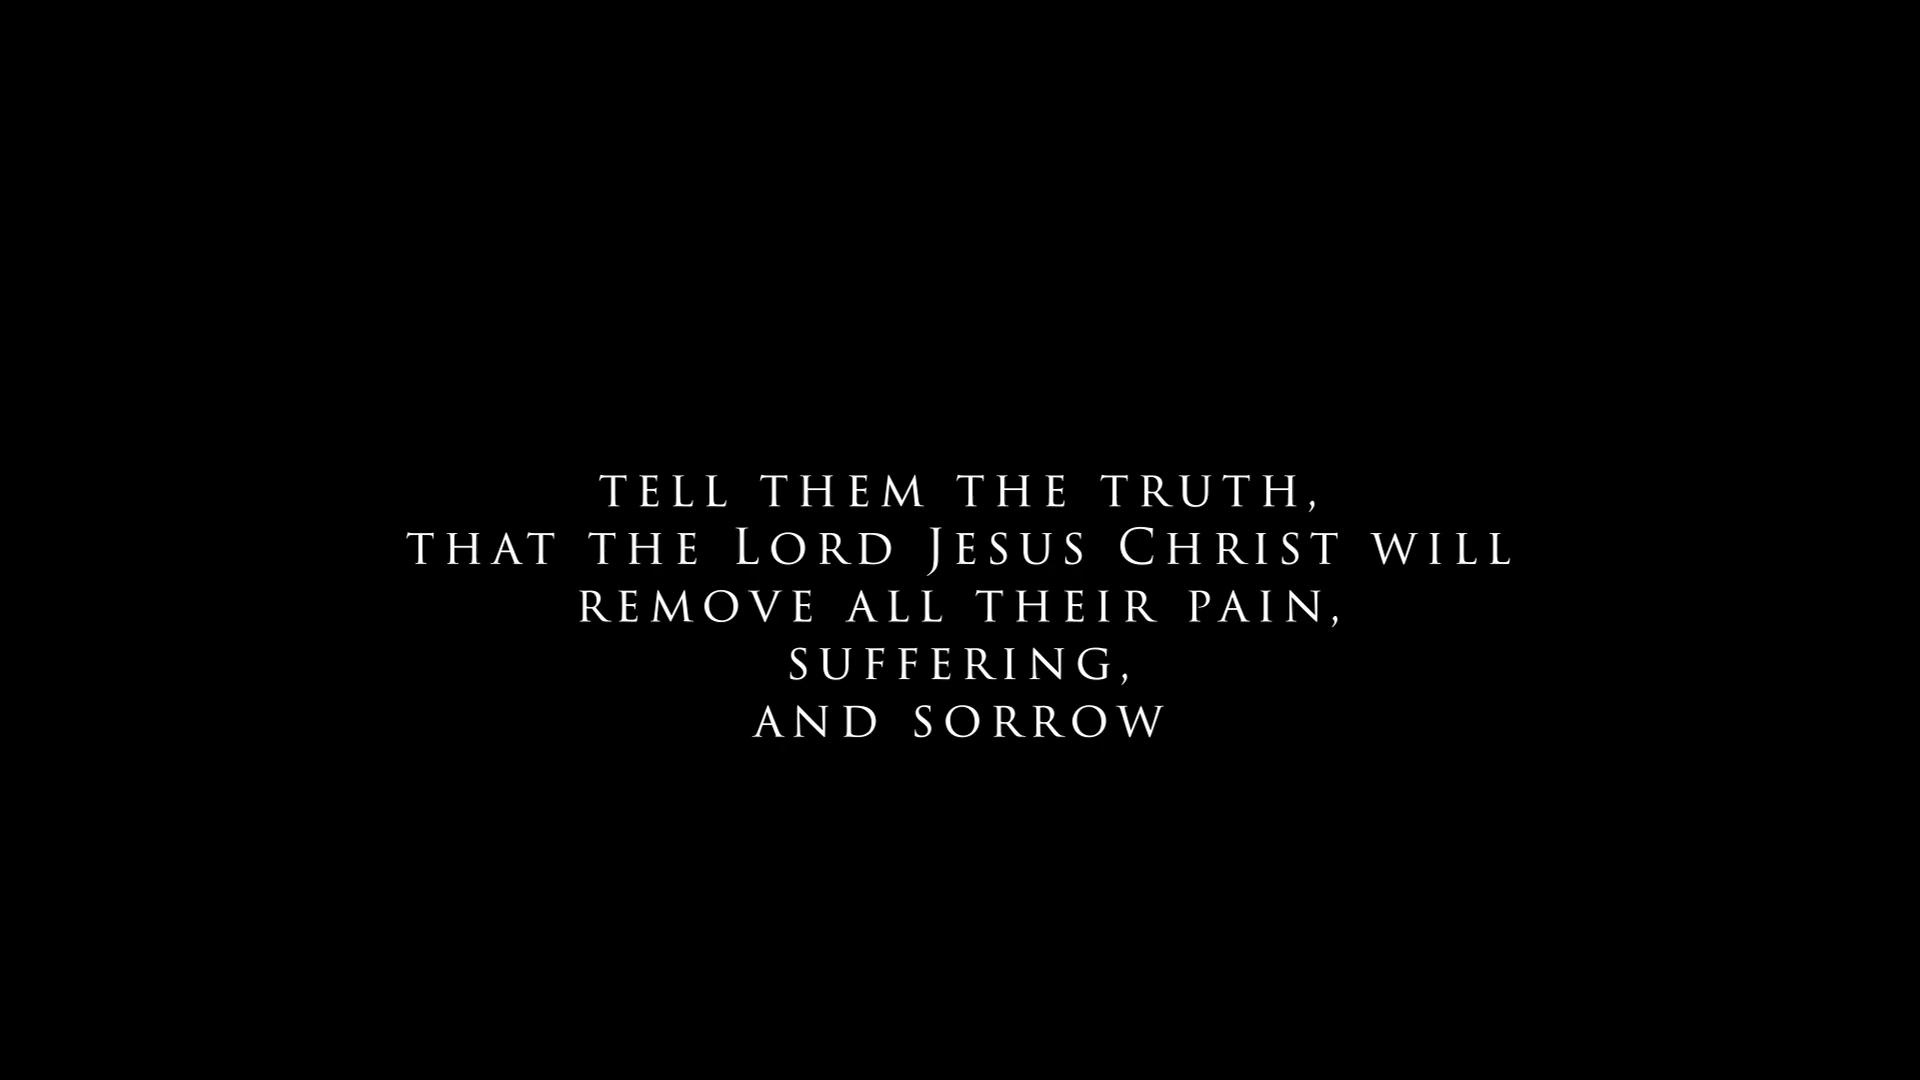 TELL THEM THE TRUTH,
THAT THE LORD JESUS CHRIST WILL
REMOVE ALL THEIR PAIN,
SUFFERING,
AND SORROW